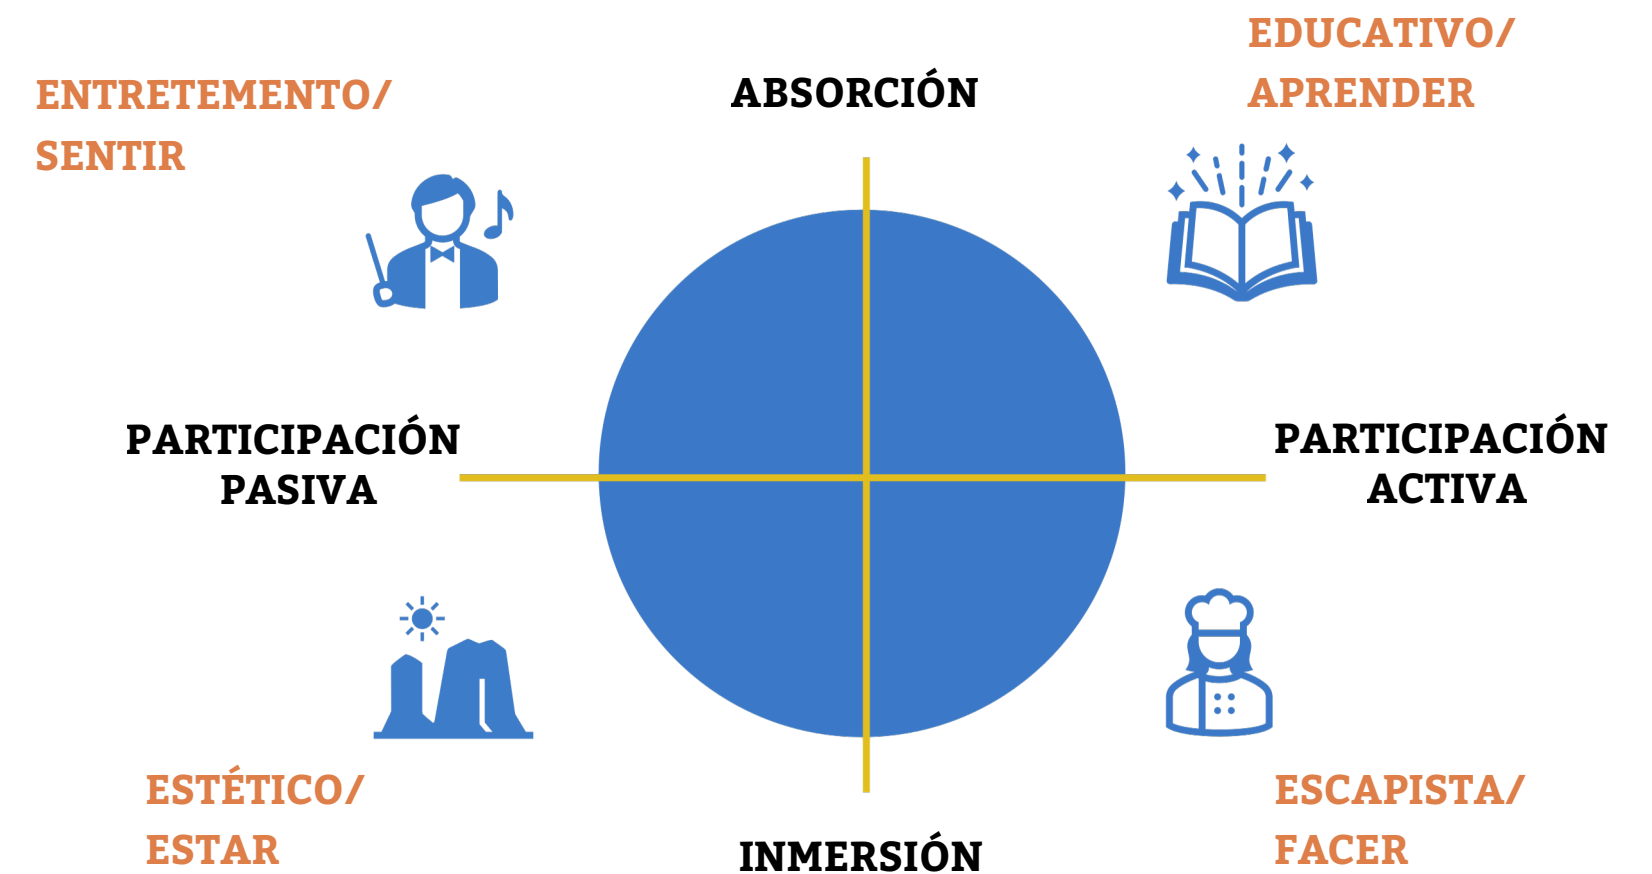 ENTRETEMENTO/
SENTIR
ABSORCIÓN
EDUCATIVO/
APRENDER
PARTICIPACIÓN
PASIVA
PARTICIPACIÓN
ACTIVA
ESTÉTICO/
ESTAR
INMERSIÓN
ESCAPISTA/
FACER